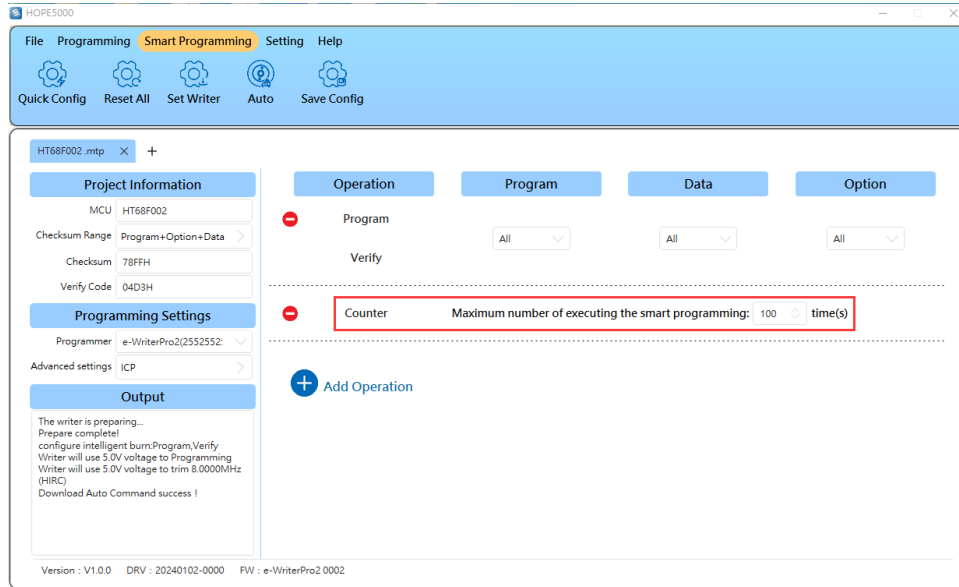 HOPE5000
File Programming Smart Programming Setting Help
Quick Config Reset All Set Writer Auto Save Config
HT68F002 .mtp
Project Information
MCU HT68F002
Checksum Range Program+Option+Data
Checksum 78FFH
Verify Code 04D3H
Programming Settings
Programmer e-WriterPro2(2552552:
Advanced settings ICP
Output
The writer is preparing...
Prepare complete!
configure intelligent burn:Program,Verify
Writer will use 5.0V voltage to Programming
Writer will use 5.0V voltage to trim 8.0000MHz
(HIRC)
Download Auto Command success !
Operation Program Data Option
Program
All All All
Verify
Counter Maximum number of executing the smart programming: 100 time(s)
Add Operation
Version : V1.0.0 DRV : 20240102-0000 FW : e-WriterPro2 0002